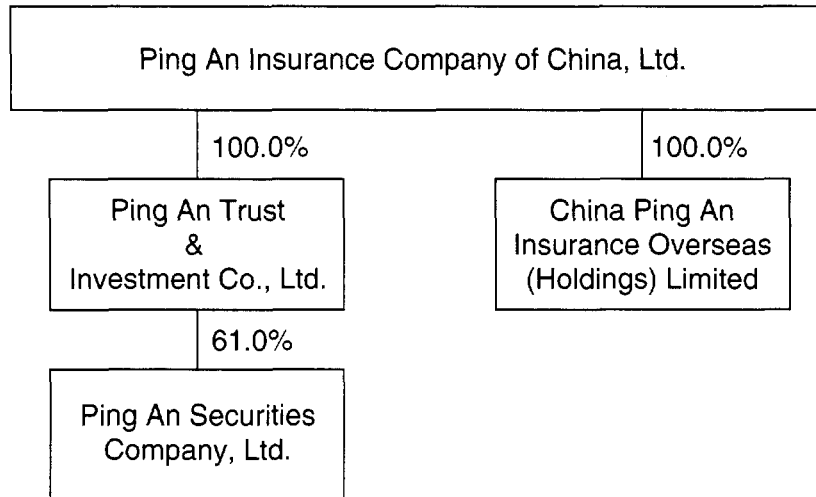 Ping An Insurance Company of China, Ltd.
100.0%
100.0%
Ping An Trust
&
Investment Co., Ltd.
China Ping An
Insurance Overseas
(Holdings) Limited
61.0%
Ping An Securities
Company, Ltd.